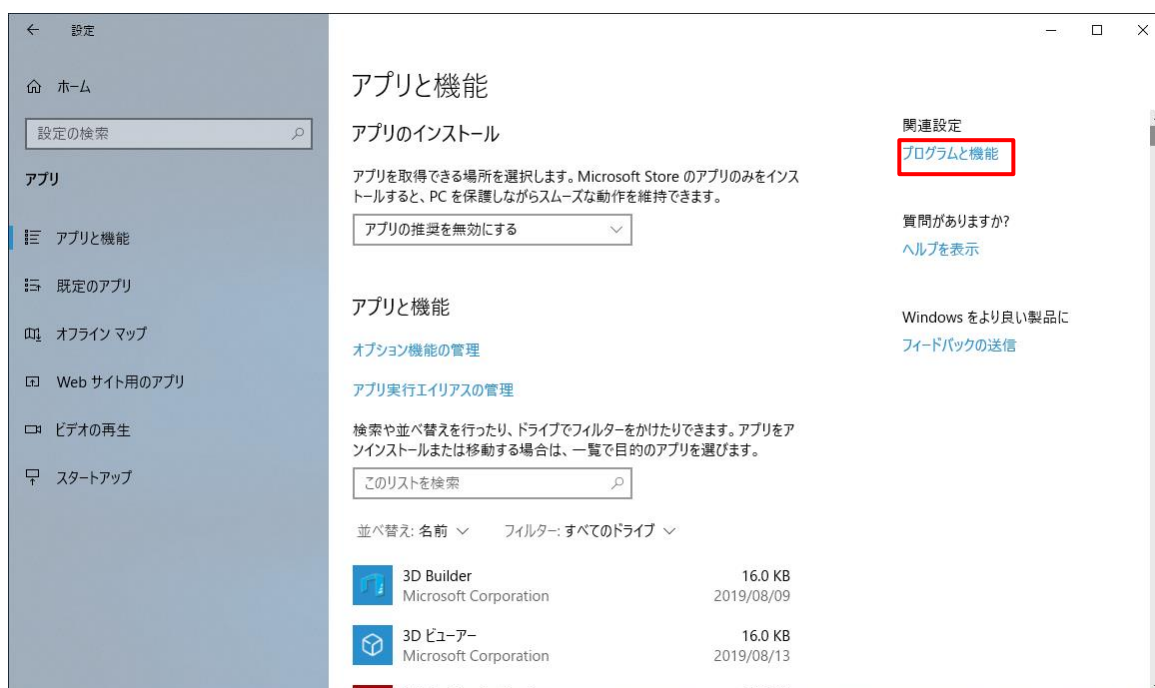 設定
ホーム
設定の検索
アプリ
アプリと機能
既定のアプリ
オフライン マップ
Web サイト用のアプリ
ビデオの再生
スタートアップ
アプリと機能
アプリのインストール
アプリを取得できる場所を選択します。Microsoft Store のアプリのみをインス
トールすると、PC を保護しながらスムーズな動作を維持できます。
アプリの推奨を無効にする
アプリと機能
オプション機能の管理
アプリ実行エイリアスの管理
検索や並べ替えを行ったり、ドライブでフィルターをかけたりできます。アプリをア
ンインストールまたは移動する場合は、一覧で目的のアプリを選びます。
このリストを検索
並べ替え: 名前 フィルター: すべてのドライブ
3D Builder 16.0 KB
Microsoft Corporation 2019/08/09
3D ビューアー 16.0 KB
Microsoft Corporation 2019/08/13
関連設定
プログラムと機能
質問がありますか?
ヘルプを表示
Windows をより良い製品に
フィードバックの送信